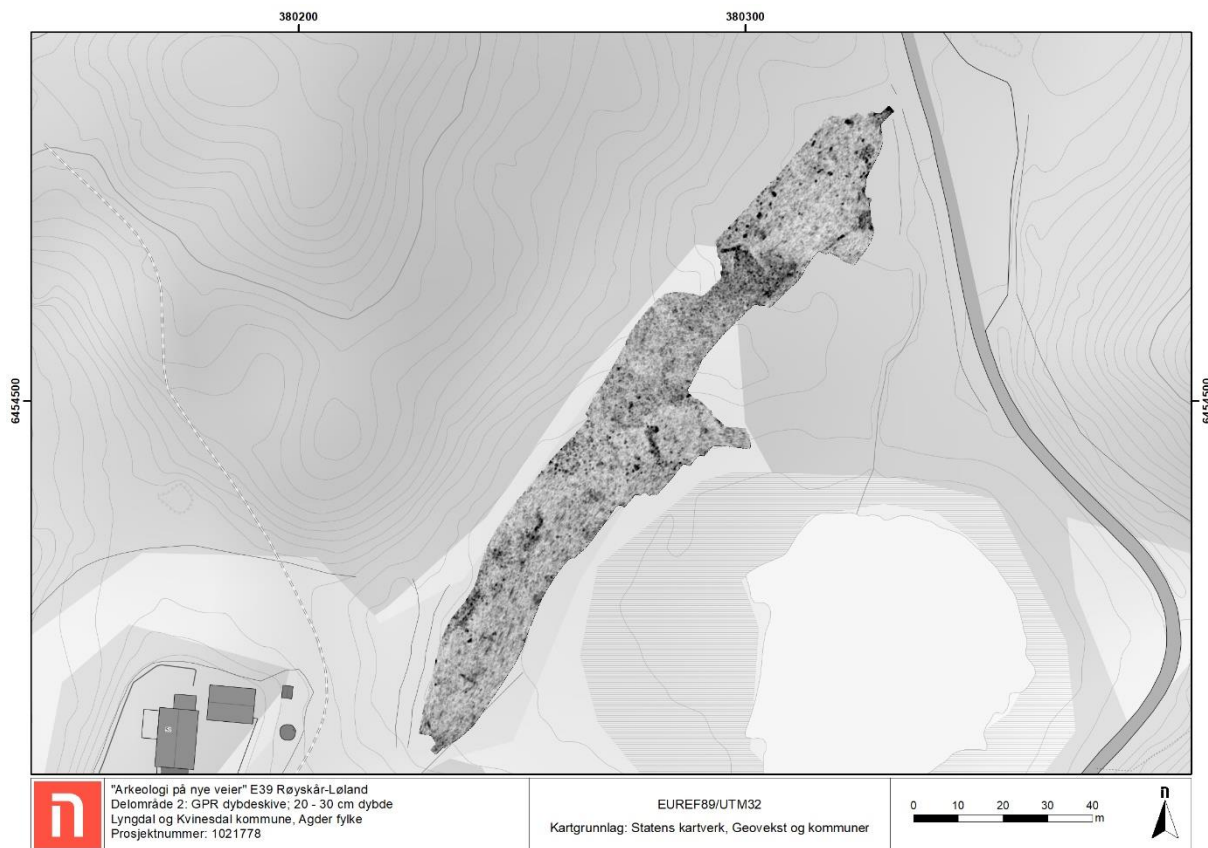 380200
380300
6454500
6454500
"Arkeologi på nye veier" E39 Røyskår-Løland
Delområde 2: GPR dybdeskive; 20 - 30 cm dybde
Lyngdal og Kvinesdal kommune, Agder fylke
Prosjektnummer: 1021778
EUREF89/UTM32
Kartgrunnlag: Statens kartverk, Geovekst og kommuner
0 10 20 30 40
m
n